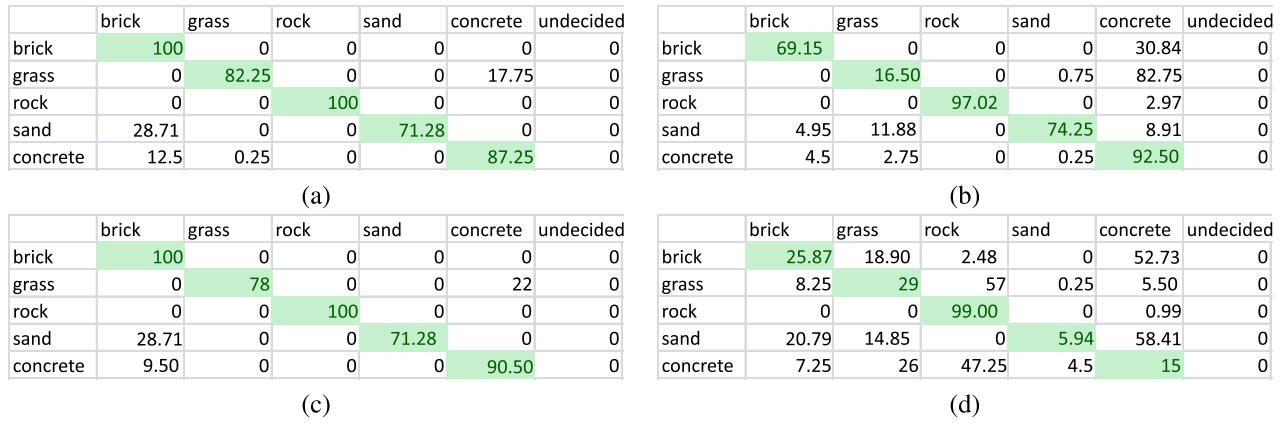 brick grass rock sand concrete undecided
brick 100 0 0 0 0 0
grass 0 82.25 0 0 17.75 0
rock 0 0 100 0 0 0
sand 28.71 0 0 71.28 0 0
concrete 12.5 0.25 0 0 87.25 0
(a)
brick grass rock sand concrete undecided
brick 69.15 0 0 0 30.84 0
grass 0 16.50 0 0.75 82.75 0
rock 0 0 97.02 0 2.97 0
sand 4.95 11.88 0 74.25 8.91 0
concrete 4.5 2.75 0 0.25 92.50 0
(b)
brick grass rock sand concrete undecided
brick 100 0 0 0 0 0
grass 0 78 0 0 22 0
rock 0 0 100 0 0 0
sand 28.71 0 0 71.28 0 0
concrete 9.50 0 0 0 90.50 0
(c)
brick grass rock sand concrete undecided
brick 25.87 18.90 2.48 0 52.73 0
grass 8.25 29 57 0.25 5.50 0
rock 0 0 99.00 0 0.99 0
sand 20.79 14.85 0 5.94 58.41 0
concrete 7.25 26 47.25 4.5 15 0
(d)